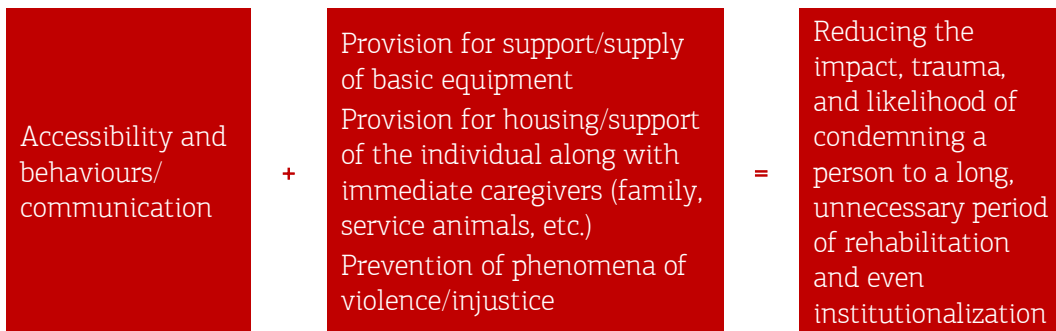 Accessibility and
behaviours/
communication
+
Provision for support/supply
of basic equipment
Provision for housing/support
of the individual along with
immediate caregivers (family,
service animals, etc.)
Prevention of phenomena of
violence/injustice
=
Reducing the
impact, trauma,
and likelihood of
condemning a
person to a long,
unnecessary period
of rehabilitation
and even
institutionalization